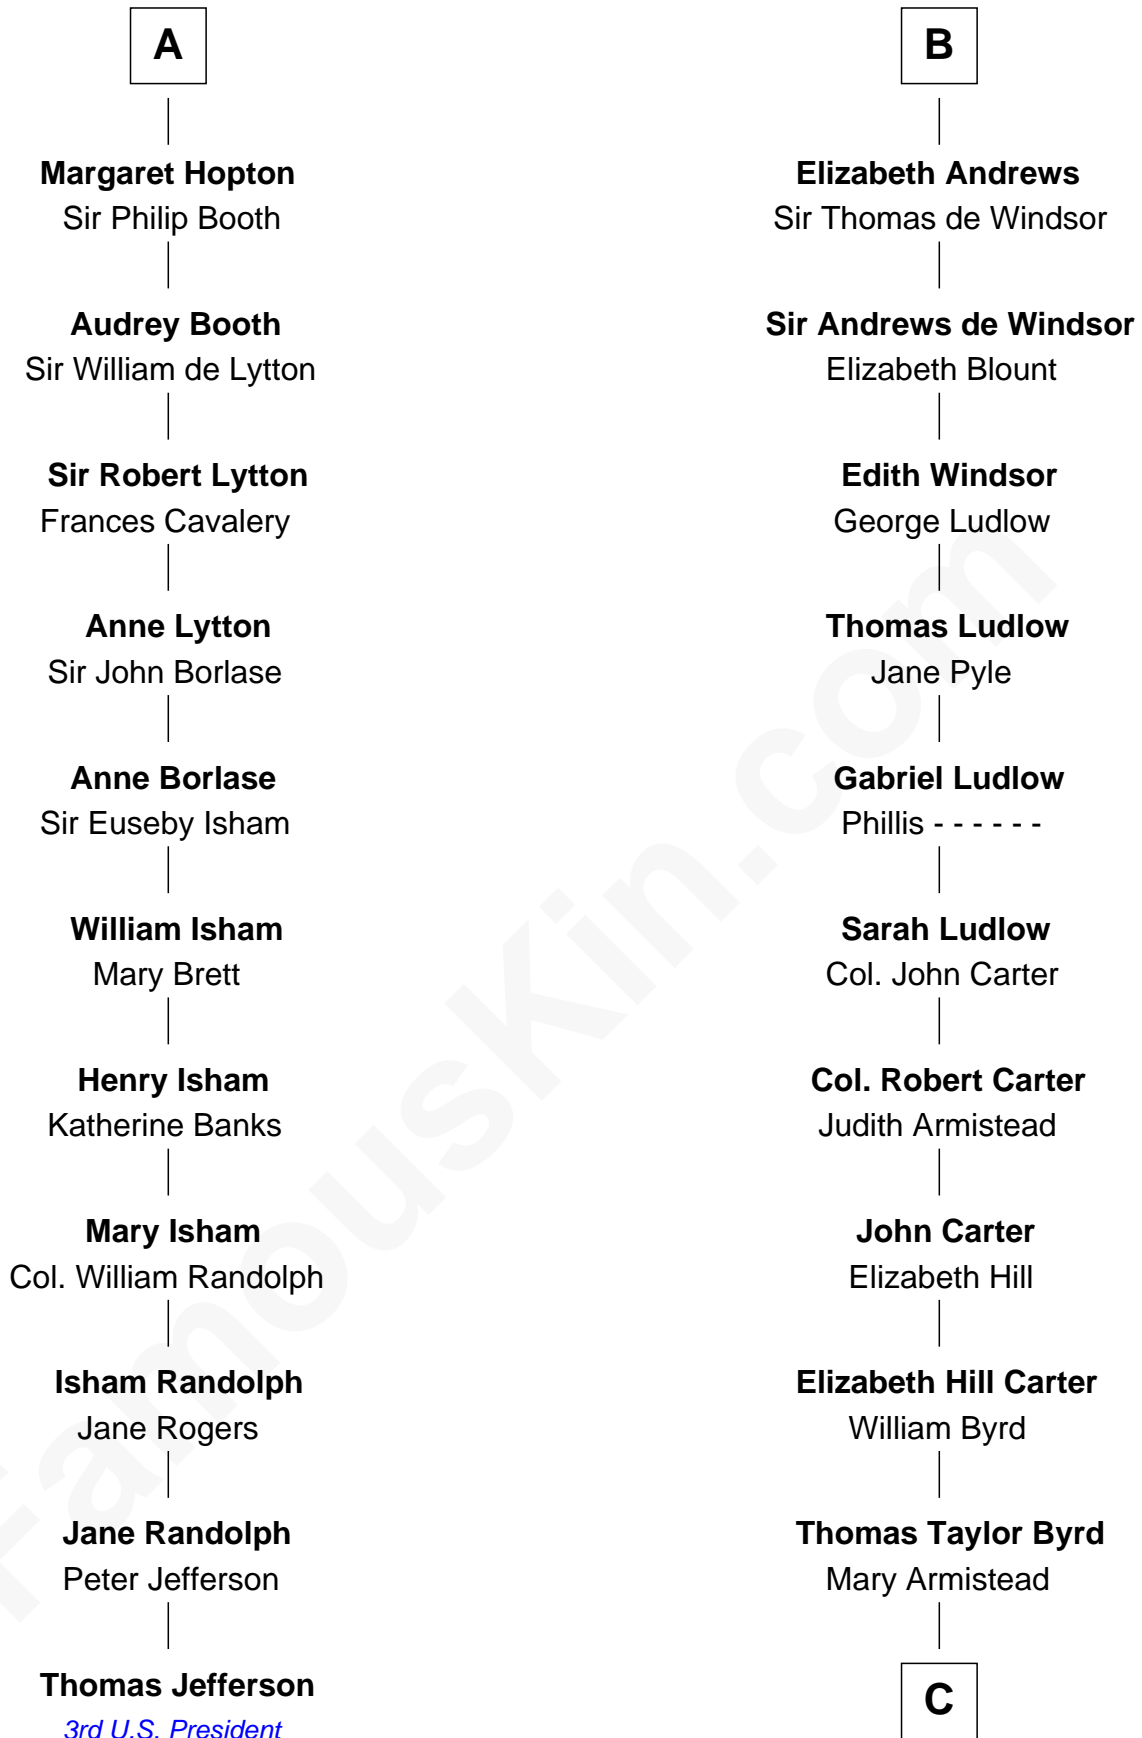 A
Margaret Hopton
Sir Philip Booth
Audrey Booth
Sir William de Lytton
Sir Robert Lytton
Frances Cavalery
Anne Lytton
Sir John Borlase
Anne Borlase
Sir Euseby Isham
William Isham
Mary Brett
Henry Isham
Katherine Banks
Mary Isham
Col. William Randolph
Isham Randolph
Jane Rogers
Jane Randolph
Peter Jefferson
Thomas Jefferson
3rd U.S. President
B
Elizabeth Andrews
Sir Thomas de Windsor
Sir Andrews de Windsor
Elizabeth Blount
Edith Windsor
George Ludlow
Thomas Ludlow
Jane Pyle
Gabriel Ludlow
Phillis - - - - - -
Sarah Ludlow
Col. John Carter
Col. Robert Carter
Judith Armistead
John Carter
Elizabeth Hill
Elizabeth Hill Carter
William Byrd
Thomas Taylor Byrd
Mary Armistead
C
FamousKin.com